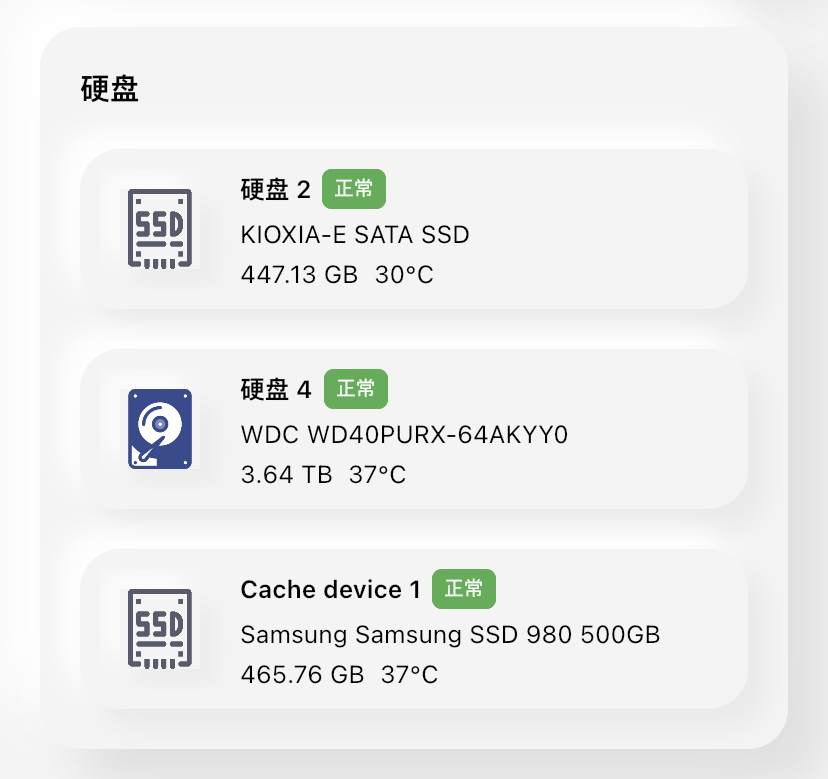 硬盘
SSD
硬盘 2 正常
KIOXIA-E SATA SSD
447.13 GB 30°C
硬盘 4 正常
WDC WD40PURX-64AKYY0
3.64 TB 37°C
SSD
Cache device 1 正常
Samsung Samsung SSD 980 500GB
465.76 GB 37°C